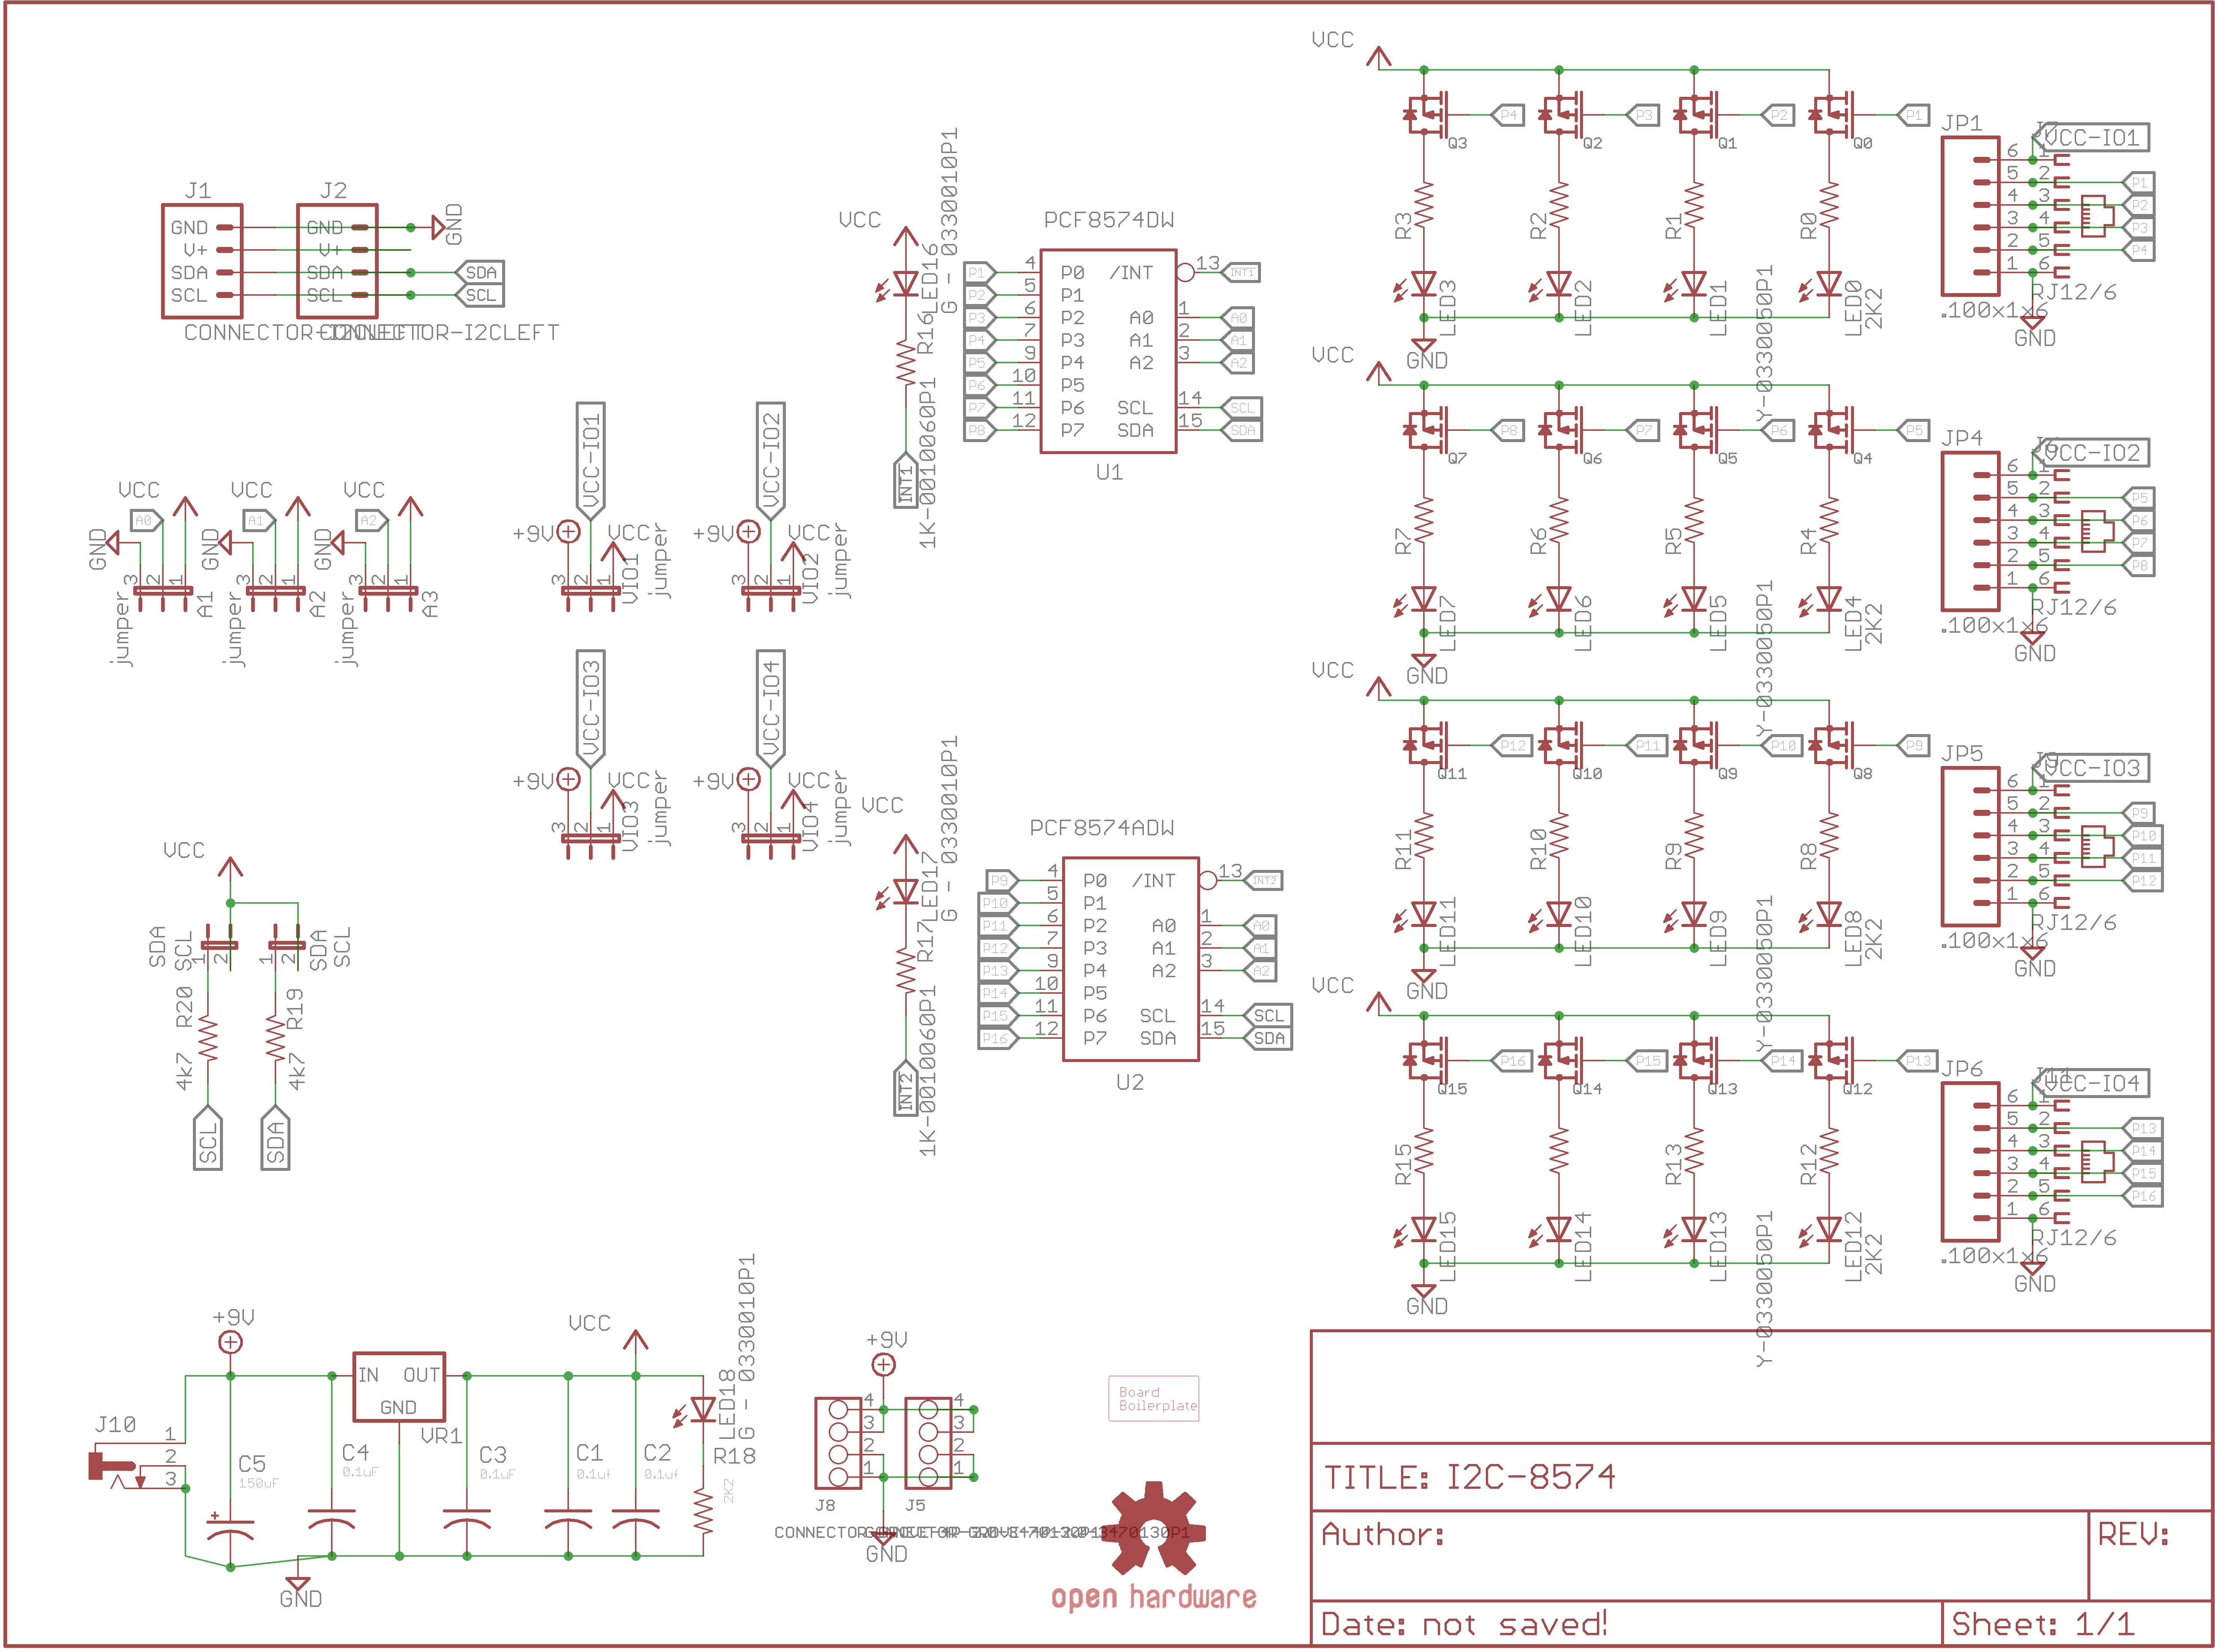 J1
GND
V+
SDA
SCL
J2
GND
V+
SDA
SCL
GND
SDA
SCL
CONNECTOR-I2CLEFT
VCC
A0
GND
3
2
1
A1
jumper
VCC
A1
GND
3
2
1
A2
jumper
VCC
A2
GND
3
2
1
A3
jumper
VCC-IO1
+9V
VCC
3
2
1
VIO1
jumper
VCC-IO2
+9V
VCC
3
2
1
VIO2
jumper
VCC-IO3
+9V
VCC
3
2
1
VIO3
jumper
VCC-IO4
+9V
VCC
3
2
1
VIO4
jumper
VCC
SDA
SCL
1
2
SDA
SCL
1
2
R20
4k7
R19
4k7
SCL
SDA
VCC
LED16
G - 0330010P1
R16
1K-0010060P1
INT1
PCF8574DW
P1 4 P0 /INT 13 INT1
P2 5 P1
P3 6 P2 A0 1 A0
P4 7 P3 A1 2 A1
P5 9 P4 A2 3 A2
P6 10 P5
P7 11 P6 SCL 14 SCL
P8 12 P7 SDA 15 SDA
U1
VCC
LED17
G - 0330010P1
R17
1K-0010060P1
INT2
PCF8574ADW
P9 4 P0 /INT 13 INT2
P10 5 P1
P11 6 P2 A0 1 A0
P12 7 P3 A1 2 A1
P13 9 P4 A2 3 A2
P14 10 P5
P15 11 P6 SCL 14 SCL
P16 12 P7 SDA 15 SDA
U2
VCC
P4 P3 P2 P1
Q3 Q2 Q1 Q0
R3 R2 R1 R0
LED3 LED2 LED1 LED0
2K2
Y-0330050P1
GND
JP1
VCC-IO1
6 1
5 2 P1
4 3 P2
3 4 P3
2 5 P4
1 6
RJ12/6
.100x1x6
GND
VCC
P8 P7 P6 P5
Q7 Q6 Q5 Q4
R7 R6 R5 R4
LED7 LED6 LED5 LED4
2K2
Y-0330050P1
GND
JP4
VCC-IO2
6 1
5 2 P5
4 3 P6
3 4 P7
2 5 P8
1 6
RJ12/6
.100x1x6
GND
VCC
P12 P11 P10 P9
Q11 Q10 Q9 Q8
R11 R10 R9 R8
LED11 LED10 LED9 LED8
2K2
Y-0330050P1
GND
JP5
VCC-IO3
6 1
5 2 P9
4 3 P10
3 4 P11
2 5 P12
1 6
RJ12/6
.100x1x6
GND
VCC
P16 P15 P14 P13
Q15 Q14 Q13 Q12
R15 R13 R12
LED15 LED14 LED13 LED12
2K2
Y-0330050P1
GND
JP6
J11
VCC-IO4
6 1
5 2 P13
4 3 P14
3 4 P15
2 5 P16
1 6
RJ12/6
.100x1x6
GND
+9V
J10
1
2
3
C5
150uF
C4
0.1uF
IN OUT
GND
VR1
C3
0.1uF
C1
0.1uf
C2
0.1uf
VCC
LED18
G - 0330010P1
R18
2K2
GND
+9V
4
3
2
1
J8
4
3
2
1
J5
GND
Board
Boilerplate
open hardware
TITLE: I2C-8574
Author:
REV:
Date: not saved!
Sheet: 1/1